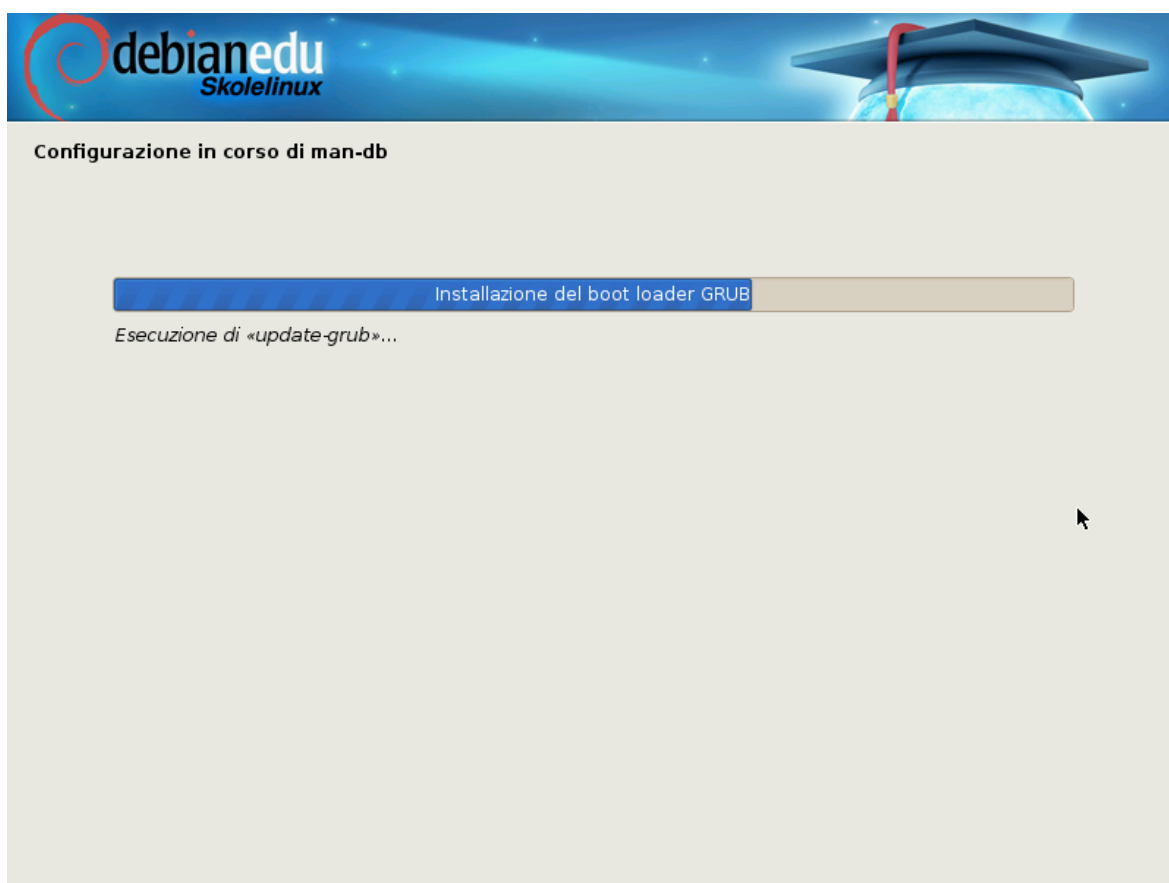 debianedu
Skolelinux
Configurazione in corso di man-db
Installazione del boot loader GRUB
Esecuzione di «update-grub»...